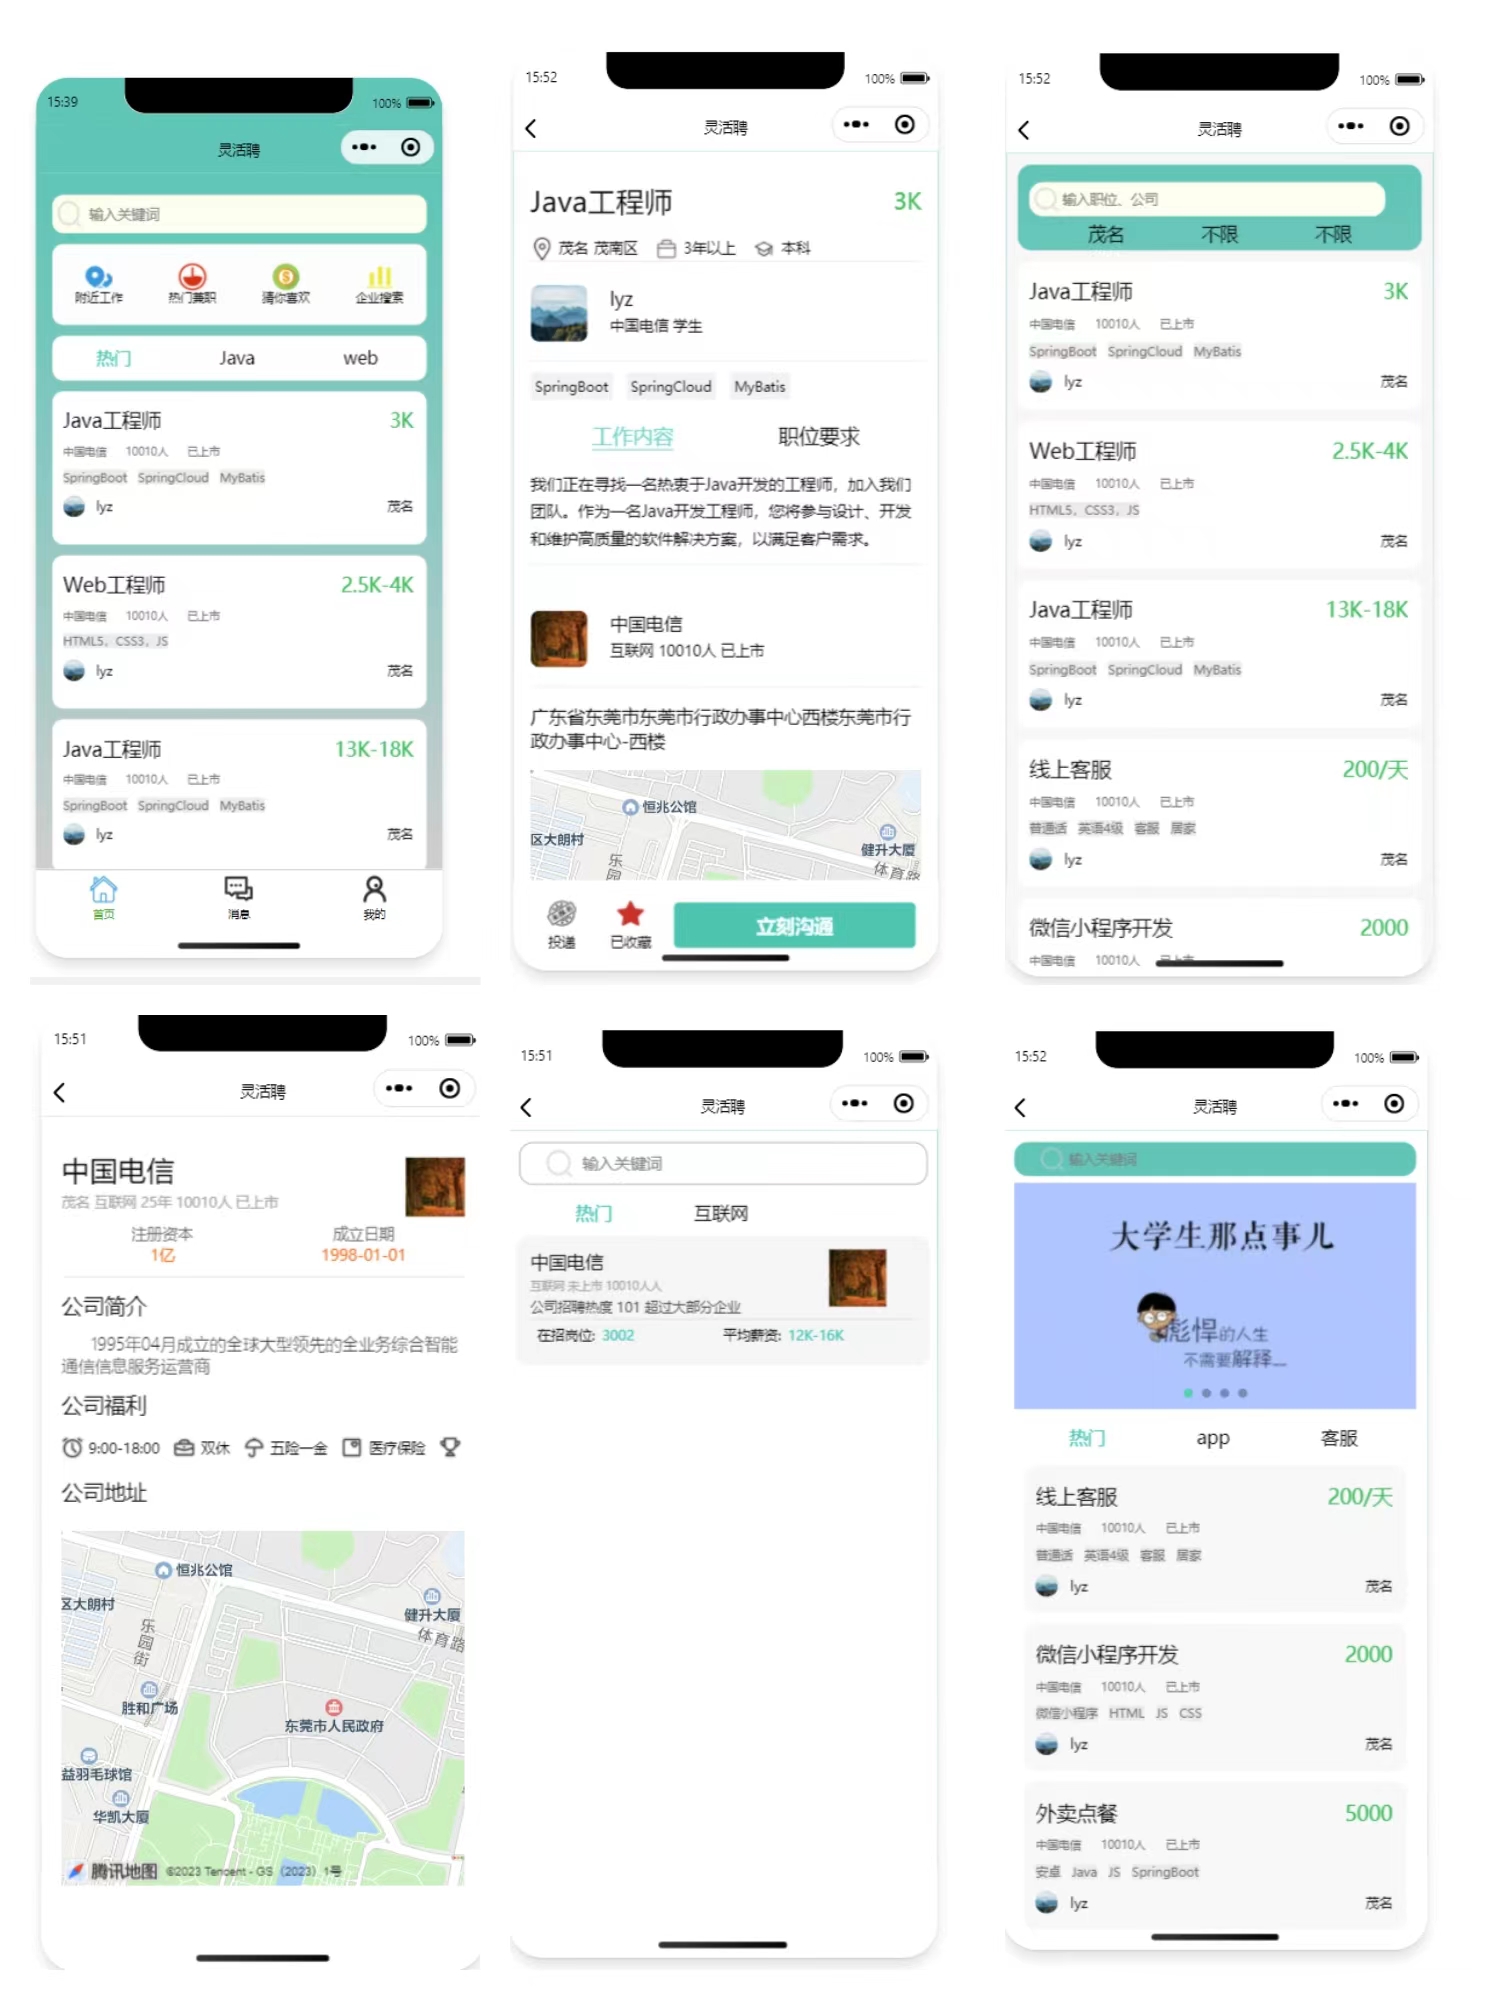 15:39
100%
灵活聘
输入关键词
附近工作
热门兼职
猜你喜欢
企业搜索
热门
Java
web
Java工程师
3K
中国电信 10010人 已上市
SpringBoot SpringCloud MyBatis
lyz
茂名
Web工程师
2.5K-4K
中国电信 10010人 已上市
HTML5，CSS3，JS
lyz
茂名
Java工程师
13K-18K
中国电信 10010人 已上市
SpringBoot SpringCloud MyBatis
lyz
茂名
首页
消息
我的
15:52
100%
灵活聘
Java工程师
3K
茂名 茂南区 3年以上 本科
lyz
中国电信 学生
SpringBoot SpringCloud MyBatis
工作内容
职位要求
我们正在寻找一名热衷于Java开发的工程师，加入我们
团队。作为一名Java开发工程师，您将参与设计、开发
和维护高质量的软件解决方案，以满足客户需求。
中国电信
互联网 10010人 已上市
广东省东莞市东莞市行政办事中心西楼东莞市行
政办事中心-西楼
恒兆公馆
区大朗村
乐园
健升大厦
体育路
投递
已收藏
立刻沟通
15:52
100%
灵活聘
输入职位、公司
茂名
不限
不限
Java工程师
3K
中国电信 10010人 已上市
SpringBoot SpringCloud MyBatis
lyz
茂名
Web工程师
2.5K-4K
中国电信 10010人 已上市
HTML5，CSS3，JS
lyz
茂名
Java工程师
13K-18K
中国电信 10010人 已上市
SpringBoot SpringCloud MyBatis
lyz
茂名
线上客服
200/天
中国电信 10010人 已上市
普通话 英语4级 客服 居家
lyz
茂名
微信小程序开发
2000
中国电信 10010人 已上市
15:51
100%
灵活聘
中国电信
茂名 互联网 25年 10010人 已上市
注册资本
成立日期
1亿
1998-01-01
公司简介
1995年04月成立的全球大型领先的全业务综合智能
通信信息服务运营商
公司福利
9:00-18:00 双休 五险一金 医疗保险
公司地址
恒兆公馆
区大朗村
健升大厦
体育路
乐园街
胜和广场
东莞市人民政府
益羽毛球馆
华凯大厦
腾讯地图 ©2023 Tencent - GS（2023）1号
15:51
100%
灵活聘
输入关键词
热门
互联网
中国电信
互联网 未上市 10010人人
公司招聘热度 101 超过大部分企业
在招岗位: 3002
平均薪资: 12K-16K
15:52
100%
灵活聘
输入关键词
大学生那点事儿
彪悍的人生
不需要解释
热门
app
客服
线上客服
200/天
中国电信 10010人 已上市
普通话 英语4级 客服 居家
lyz
茂名
微信小程序开发
2000
中国电信 10010人 已上市
微信小程序 HTML JS CSS
lyz
茂名
外卖点餐
5000
中国电信 10010人 已上市
安卓 Java JS SpringBoot
lyz
茂名